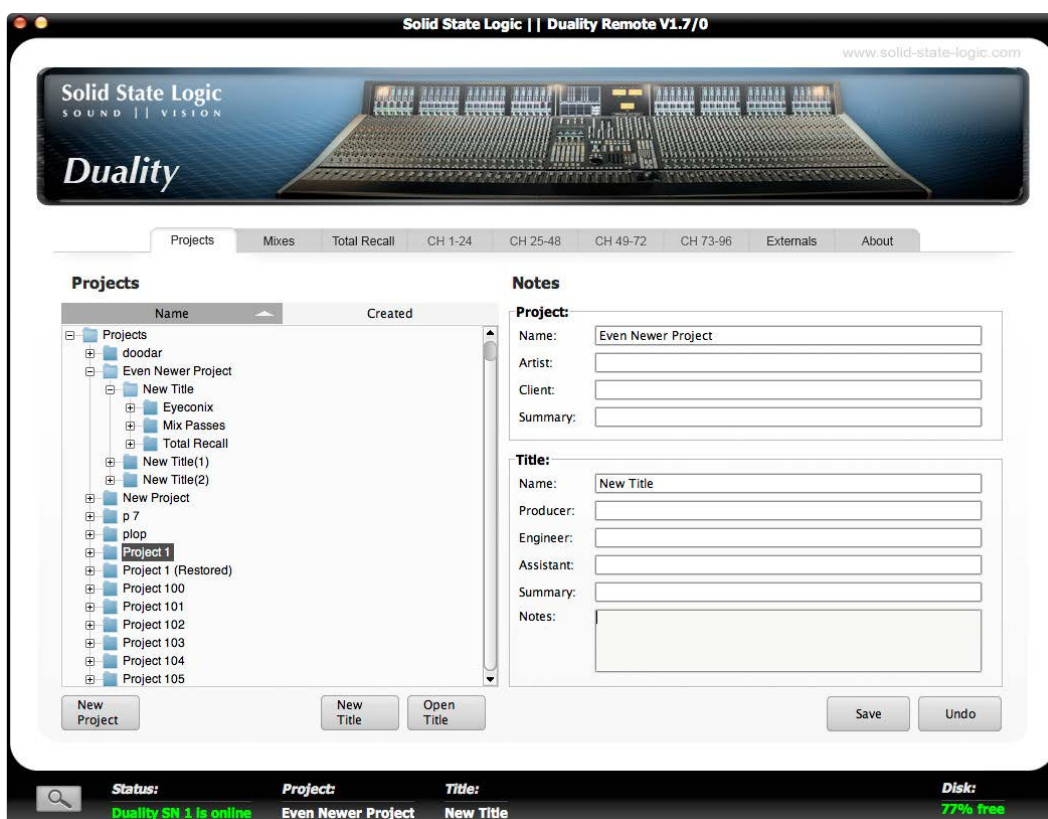 Solid State Logic || Duality Remote V1.7/0
www.solid-state-logic.com
Solid State Logic
SOUND || VISION
Duality
Projects Mixes Total Recall CH 1-24 CH 25-48 CH 49-72 CH 73-96 Externals About
Projects
Name Created
Projects
doodar
Even Newer Project
New Title
Eyeconix
Mix Passes
Total Recall
New Title(1)
New Title(2)
New Project
p 7
plop
Project 1
Project 1 (Restored)
Project 100
Project 101
Project 102
Project 103
Project 104
Project 105
New Project
New Title
Open Title
Notes
Project:
Name: Even Newer Project
Artist:
Client:
Summary:
Title:
Name: New Title
Producer:
Engineer:
Assistant:
Summary:
Notes:
Save Undo
Status: Project: Title: Disk:
Duality SN 1 is online Even Newer Project New Title 77% free